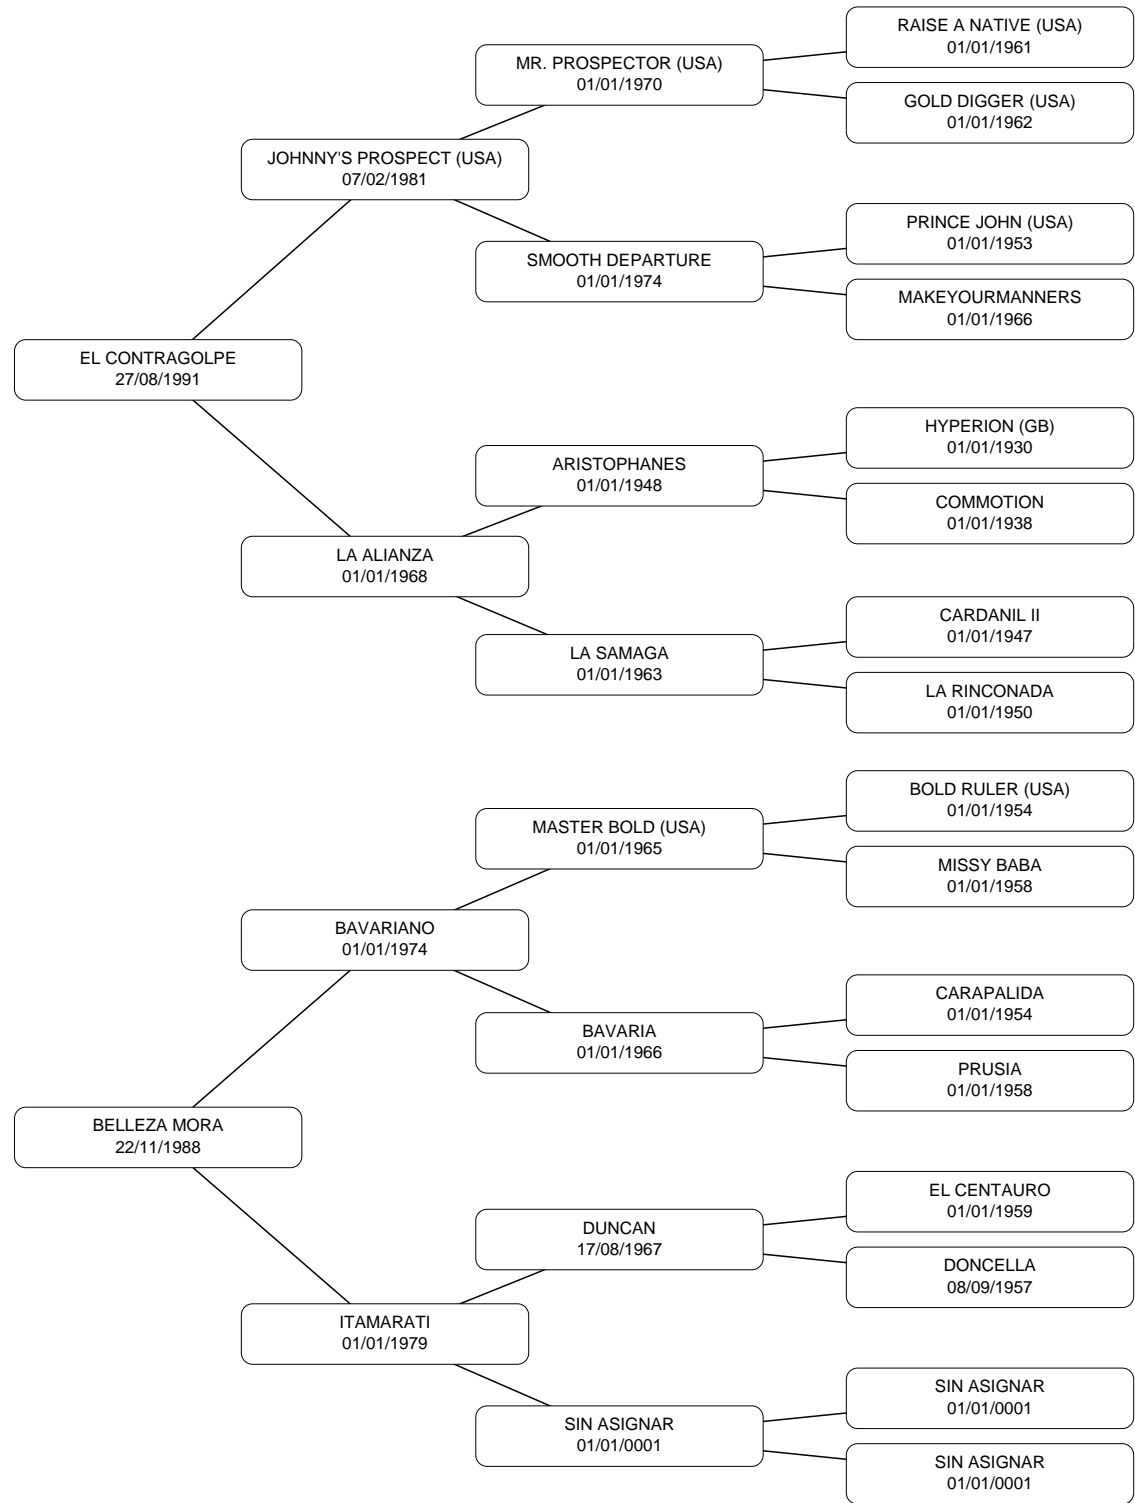 RAISE A NATIVE (USA)
01/01/1961
MR. PROSPECTOR (USA)
01/01/1970
GOLD DIGGER (USA)
01/01/1962
JOHNNY'S PROSPECT (USA)
07/02/1981
PRINCE JOHN (USA)
01/01/1953
SMOOTH DEPARTURE
01/01/1974
MAKEYOURMANNERS
01/01/1966
EL CONTRAGOLPE
27/08/1991
HYPERION (GB)
01/01/1930
ARISTOPHANES
01/01/1948
COMMOTION
01/01/1938
LA ALIANZA
01/01/1968
CARDANIL II
01/01/1947
LA SAMAGA
01/01/1963
LA RINCONADA
01/01/1950
BOLD RULER (USA)
01/01/1954
MASTER BOLD (USA)
01/01/1965
MISSY BABA
01/01/1958
BAVARIANO
01/01/1974
CARAPALIDA
01/01/1954
BAVARIA
01/01/1966
PRUSIA
01/01/1958
BELLEZA MORA
22/11/1988
EL CENTAURO
01/01/1959
DUNCAN
17/08/1967
DONCELLA
08/09/1957
ITAMARATI
01/01/1979
SIN ASIGNAR
01/01/0001
SIN ASIGNAR
01/01/0001
SIN ASIGNAR
01/01/0001